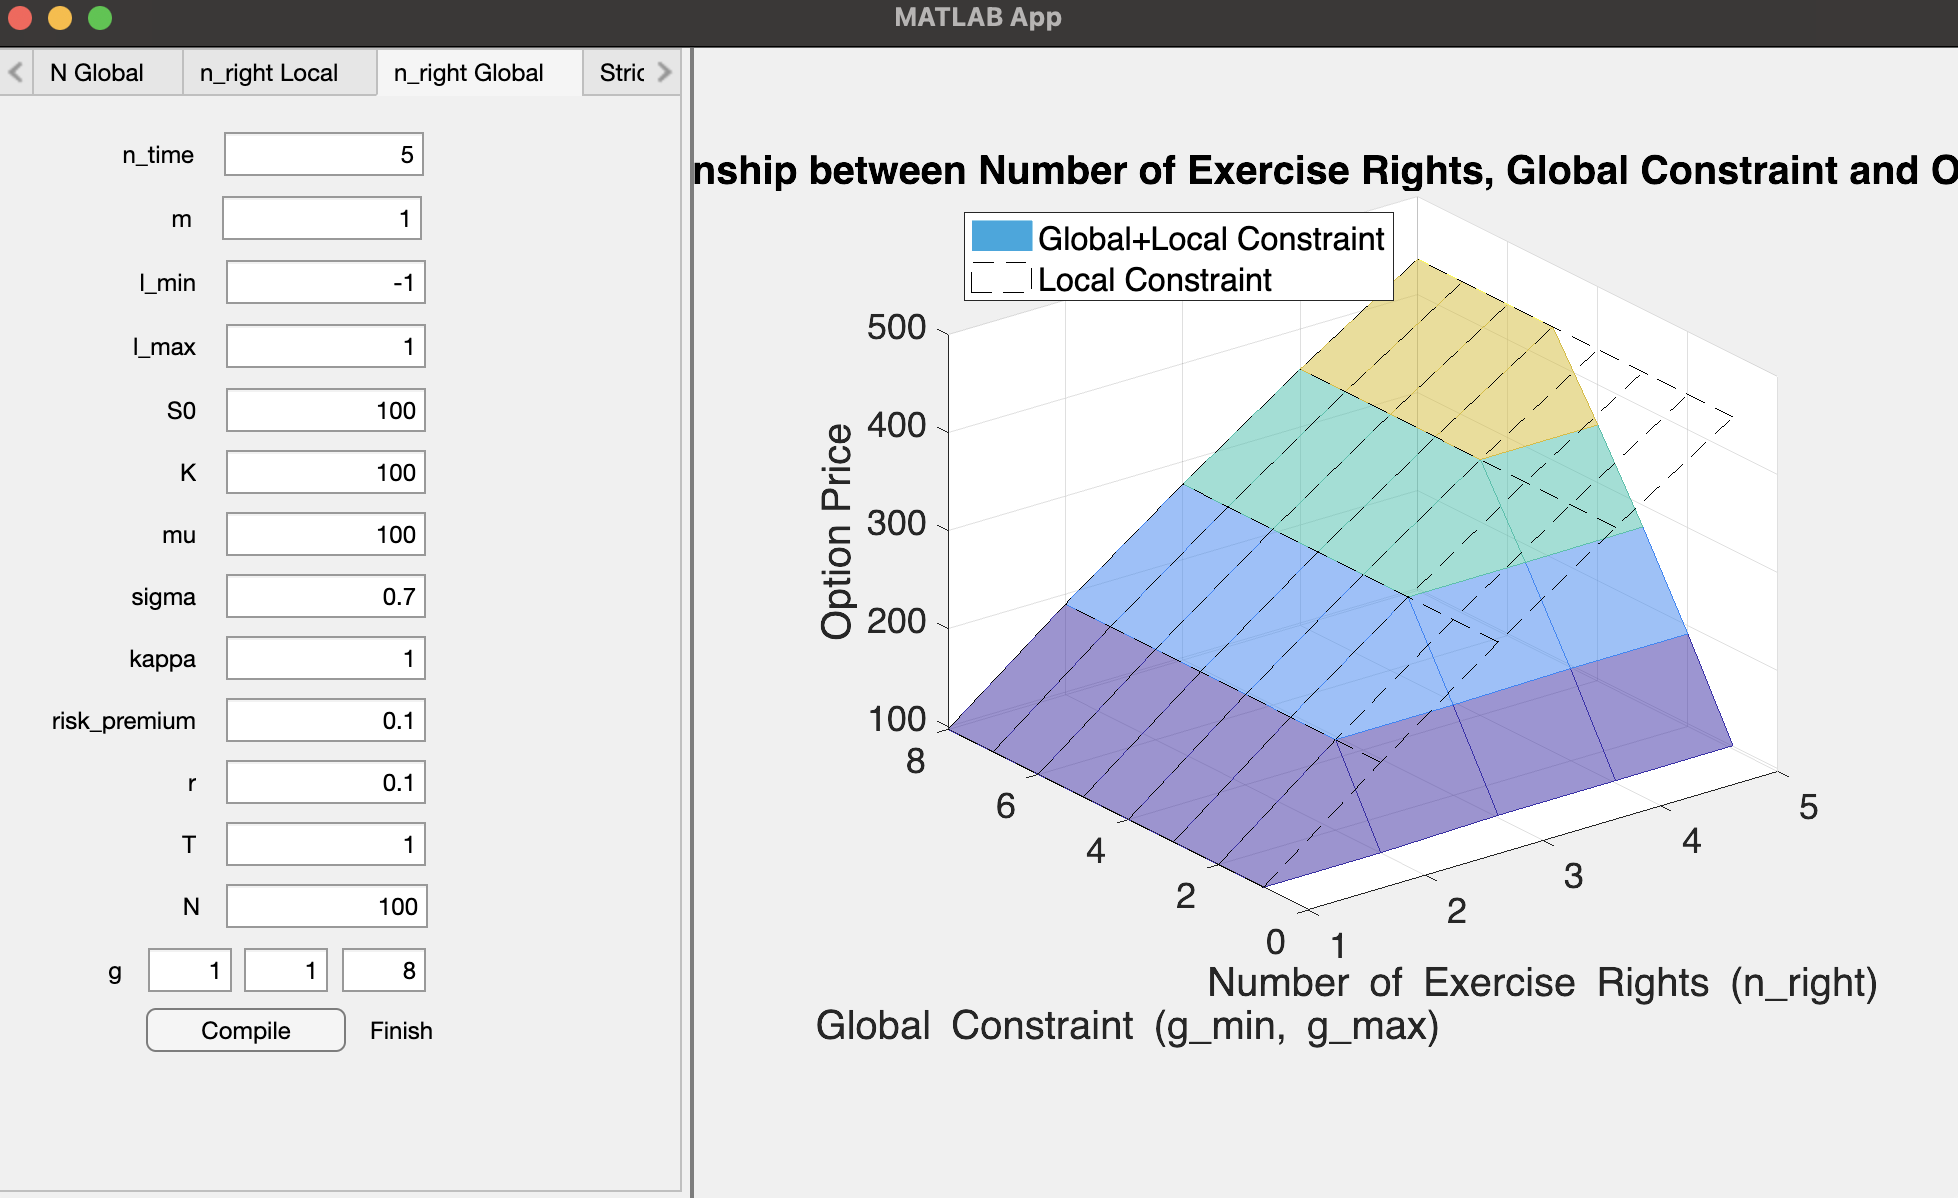 MATLAB App
N Global
n_right Local
n_right Global
Stric
n_time 5
m 1
l_min -1
l_max 1
S0 100
K 100
mu 100
sigma 0.7
kappa 1
risk_premium 0.1
r 0.1
T 1
N 100
g 1 1 8
Compile
Finish
nship between Number of Exercise Rights, Global Constraint and O
Global+Local Constraint
Local Constraint
Option Price
500
400
300
200
100
8
6
4
2
0
1
2
3
4
5
Number of Exercise Rights (n_right)
Global Constraint (g_min, g_max)